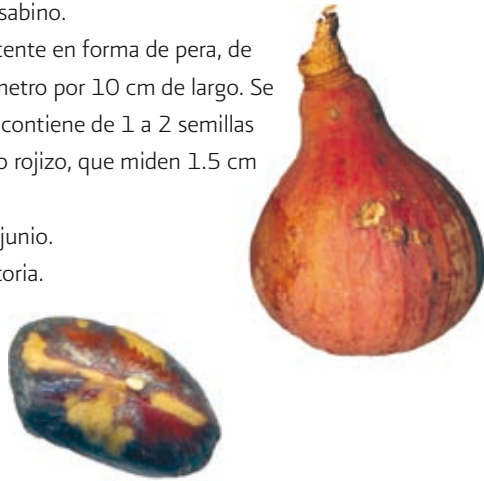 sabino.
tente en forma de pera, de
metro por 10 cm de largo. Se
contiene de 1 a 2 semillas
o rojizo, que miden 1.5 cm
junio.
toria.